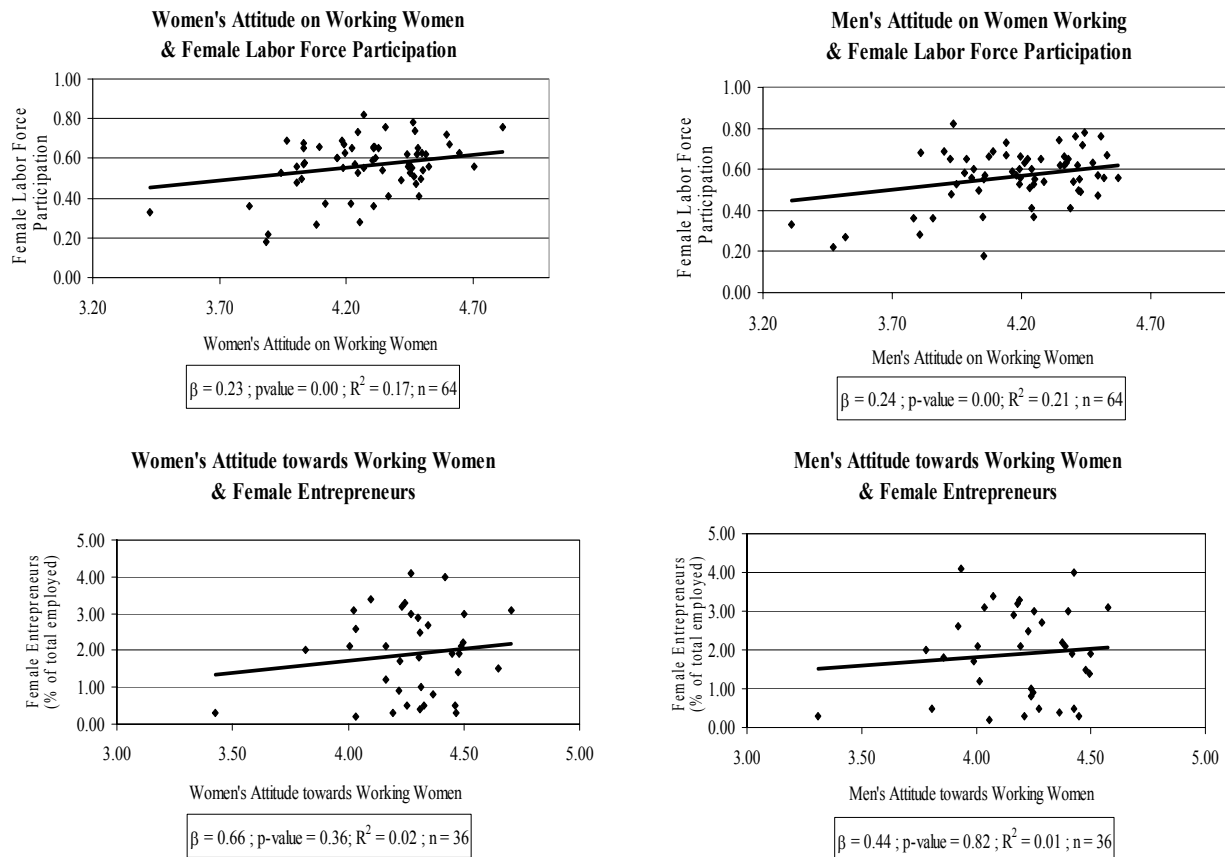 Women's Attitude on Working Women
& Female Labor Force Participation
Female Labor Force
Participation
1.00
0.80
0.60
0.40
0.20
0.00
3.20 3.70 4.20 4.70
Women's Attitude on Working Women
β = 0.23 ; pvalue = 0.00 ; R² = 0.17; n = 64
Men's Attitude on Women Working
& Female Labor Force Participation
Female Labor Force
Participation
1.00
0.80
0.60
0.40
0.20
0.00
3.20 3.70 4.20 4.70
Men's Attitude on Working Women
β = 0.24 ; p-value = 0.00; R² = 0.21 ; n = 64
Women's Attitude towards Working Women
& Female Entrepreneurs
Female Entrepreneurs
(% of total employed)
5.00
4.00
3.00
2.00
1.00
0.00
3.00 3.50 4.00 4.50 5.00
Women's Attitude towards Working Women
β = 0.66 ; p-value = 0.36; R² = 0.02 ; n = 36
Men's Attitude towards Working Women
& Female Entrepreneurs
Female Entrepreneurs
(% of total employed)
5.00
4.00
3.00
2.00
1.00
0.00
3.00 3.50 4.00 4.50 5.00
Men's Attitude towards Working Women
β = 0.44 ; p-value = 0.82 ; R² = 0.01 ; n = 36